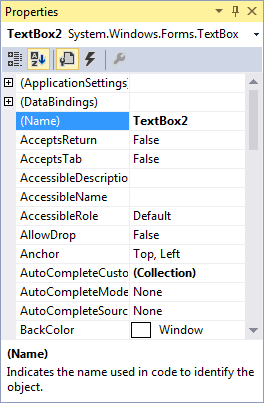 Properties
TextBox2 System.Windows.Forms.TextBox
(ApplicationSettings)
(DataBindings)
(Name) TextBox2
AcceptsReturn False
AcceptsTab False
AccessibleDescriptio
AccessibleName
AccessibleRole Default
AllowDrop False
Anchor Top, Left
AutoCompleteCusto (Collection)
AutoCompleteMode None
AutoCompleteSourc None
BackColor Window
(Name)
Indicates the name used in code to identify the
object.